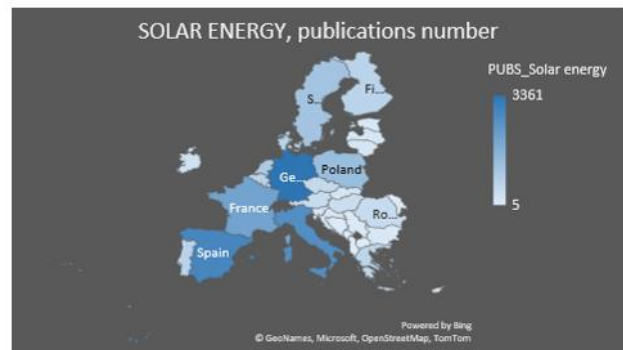 SOLAR ENERGY, publications number
PUBS_Solar energy
3361
5
S...
Fi...
Poland
Ge...
France
Ro...
Spain
Powered by Bing
© GeoNames, Microsoft, OpenStreetMap, TomTom